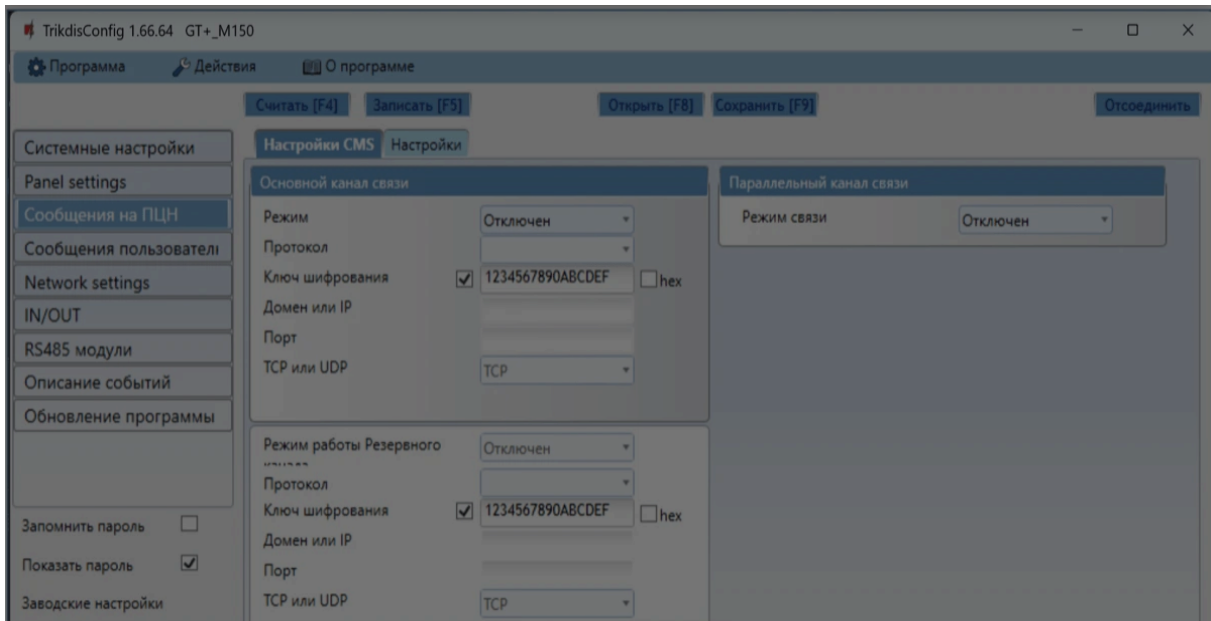 TrikdisConfig 1.66.64 GT+_M150
Программа Действия О программе
Считать [F4] Записать [F5] Открыть [F8] Сохранить [F9] Отсоединить
Системные настройки
Panel settings
Сообщения на ПЦН
Сообщения пользователю
Network settings
IN/OUT
RS485 модули
Описание событий
Обновление программы
Запомнить пароль
Показать пароль
Заводские настройки
Настройки CMS Настройки
Основной канал связи
Режим Отключен
Протокол
Ключ шифрования 1234567890ABCDEF hex
Домен или IP
Порт
TCP или UDP TCP
Режим работы Резервного
Отключен
Протокол
Ключ шифрования 1234567890ABCDEF hex
Домен или IP
Порт
TCP или UDP TCP
Параллельный канал связи
Режим связи Отключен